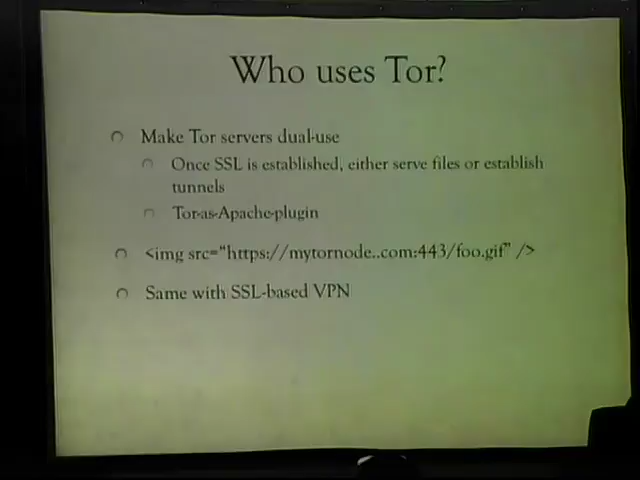 Who uses Tor?
Make Tor servers dual-use
Once SSL is established, either serve files or establish
tunnels
Tor-as-Apache-plugin
<img src="https://mytornode..com:443/foo.gif" />
Same with SSL-based VPN